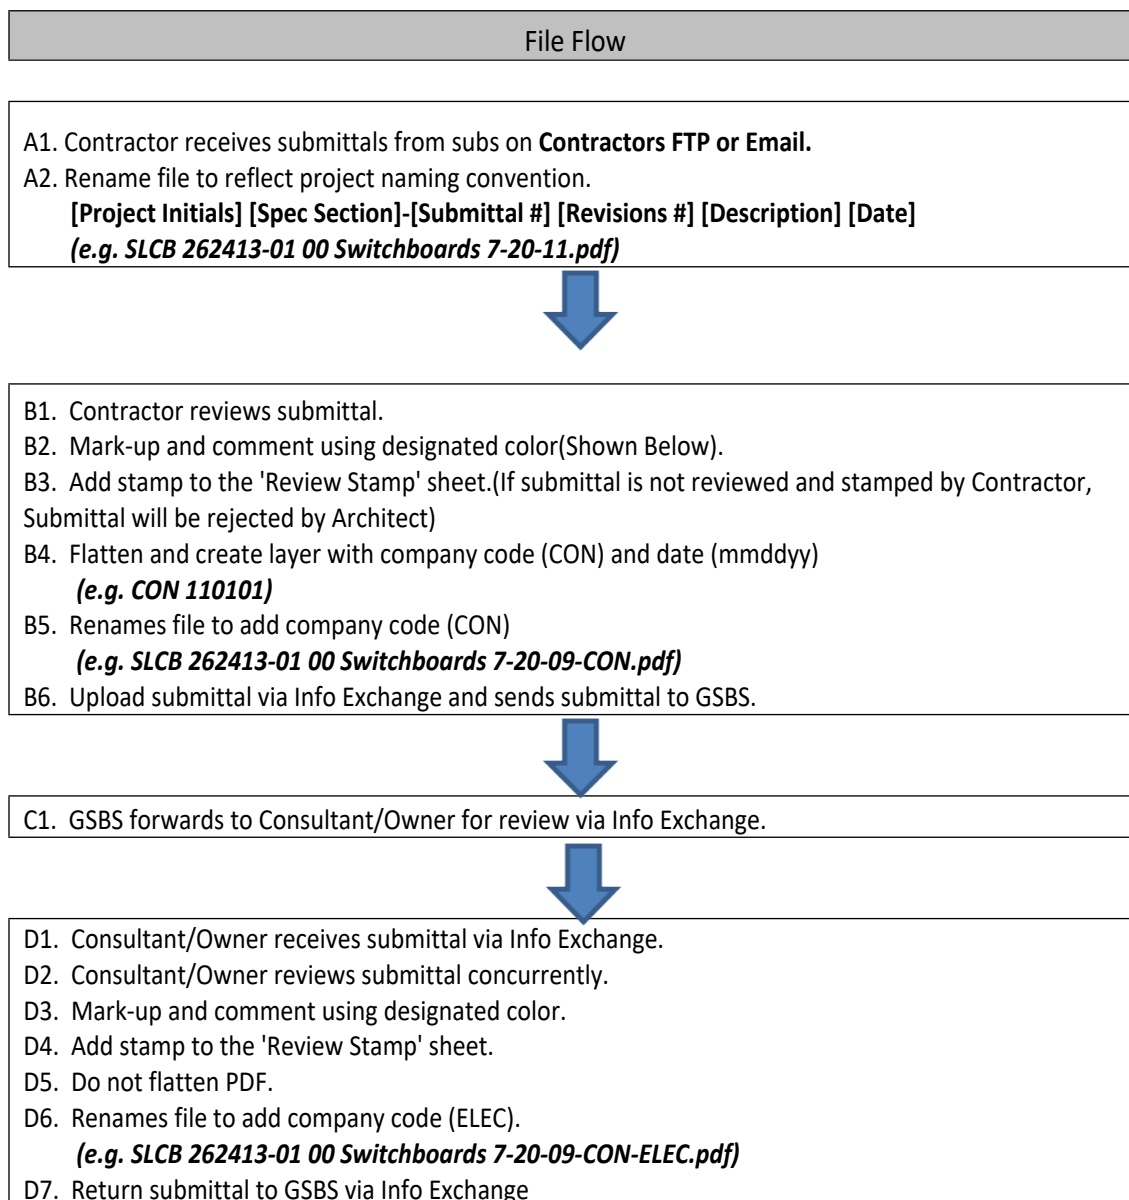 File Flow
A1. Contractor receives submittals from subs on Contractors FTP or Email.
A2. Rename file to reflect project naming convention.
[Project Initials] [Spec Section]-[Submittal #] [Revisions #] [Description] [Date]
(e.g. SLCB 262413-01 00 Switchboards 7-20-11.pdf)
B1. Contractor reviews submittal.
B2. Mark-up and comment using designated color(Shown Below).
B3. Add stamp to the 'Review Stamp' sheet.(If submittal is not reviewed and stamped by Contractor,
Submittal will be rejected by Architect)
B4. Flatten and create layer with company code (CON) and date (mmddyy)
(e.g. CON 110101)
B5. Renames file to add company code (CON)
(e.g. SLCB 262413-01 00 Switchboards 7-20-09-CON.pdf)
B6. Upload submittal via Info Exchange and sends submittal to GSBS.
C1. GSBS forwards to Consultant/Owner for review via Info Exchange.
D1. Consultant/Owner receives submittal via Info Exchange.
D2. Consultant/Owner reviews submittal concurrently.
D3. Mark-up and comment using designated color.
D4. Add stamp to the 'Review Stamp' sheet.
D5. Do not flatten PDF.
D6. Renames file to add company code (ELEC).
(e.g. SLCB 262413-01 00 Switchboards 7-20-09-CON-ELEC.pdf)
D7. Return submittal to GSBS via Info Exchange